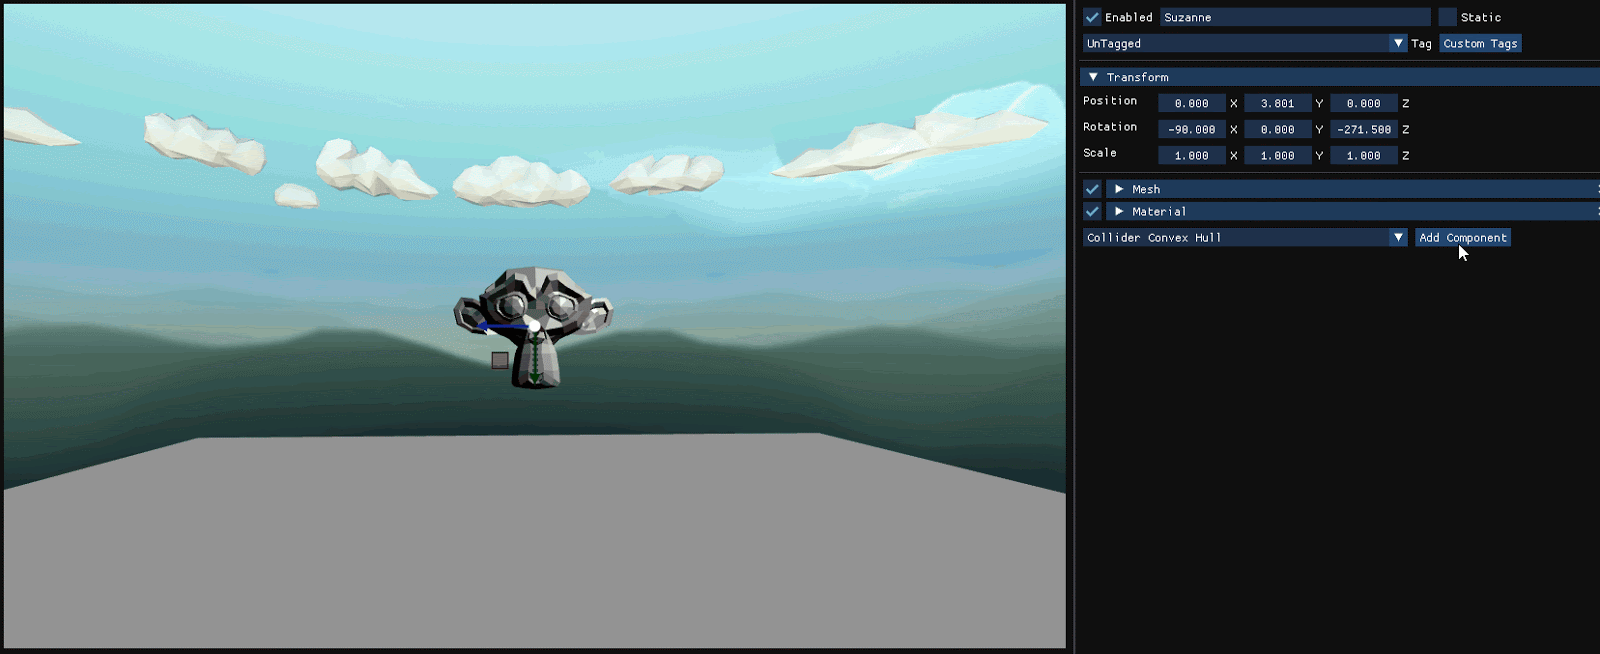 Enabled Suzanne Static
UnTagged Tag Custom Tags
Transform
Position 0.000 X 3.801 Y 0.000 Z
Rotation -90.000 X 0.000 Y -271.500 Z
Scale 1.000 X 1.000 Y 1.000 Z
Mesh
Material
Collider Convex Hull Add Component